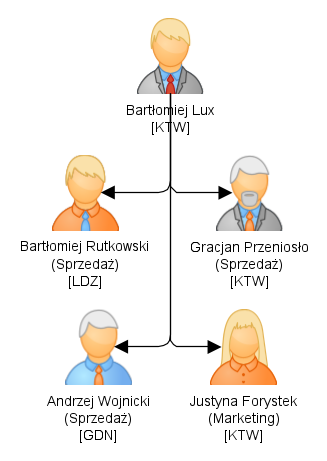 Bartłomiej Lux
[KTW]
Bartłomiej Rutkowski
(Sprzedaż)
[LDZ]
Gracjan Przeniosło
(Sprzedaż)
[KTW]
Andrzej Wojnicki
(Sprzedaż)
[GDN]
Justyna Forystek
(Marketing)
[KTW]